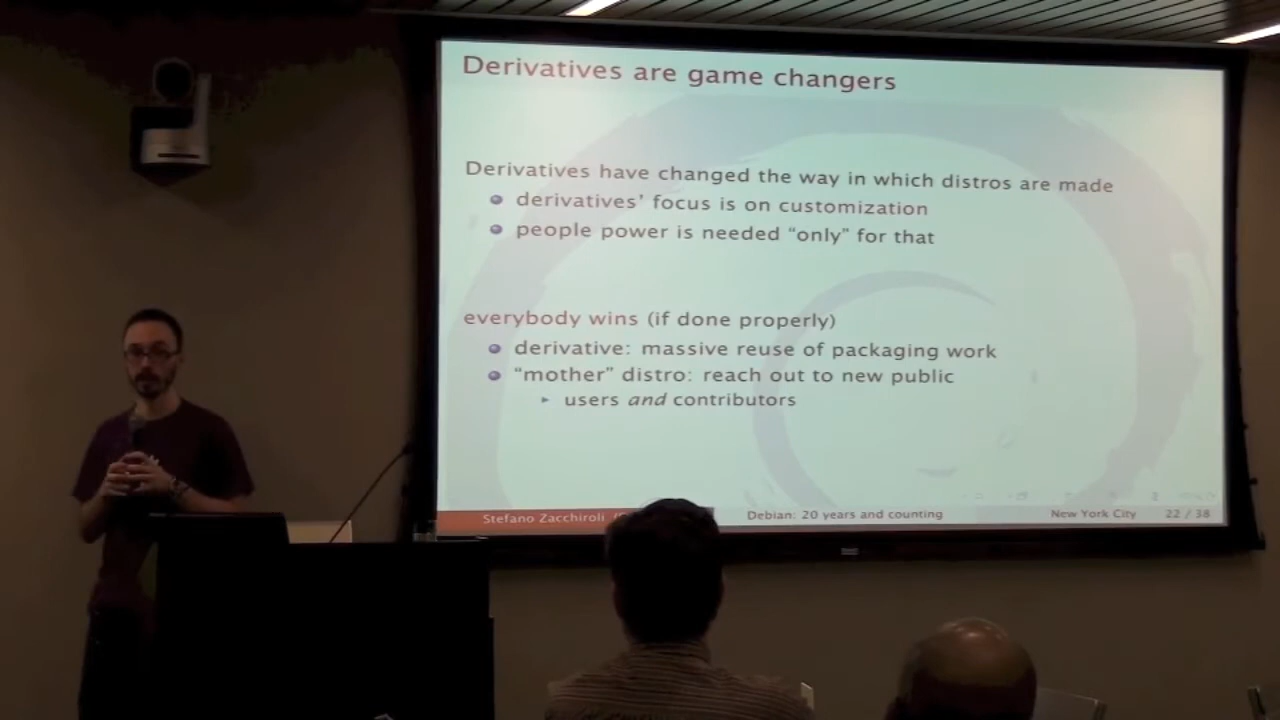 Derivatives are game changers
Derivatives have changed the way in which distros are made
derivatives' focus is on customization
people power is needed “only” for that
everybody wins (if done properly)
derivative: massive reuse of packaging work
“mother” distro: reach out to new public
users and contributors
Stefano Zacchiroli Debian: 20 years and counting New York City 22 / 38